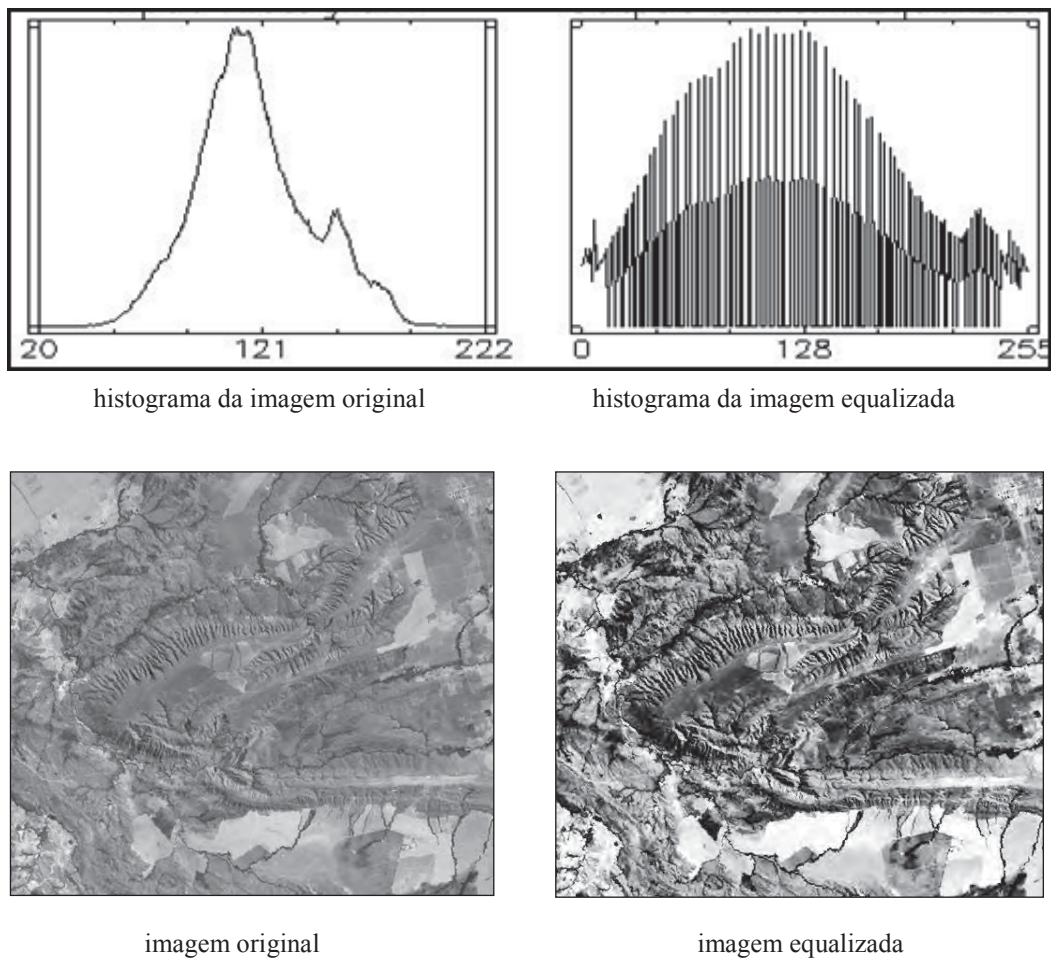 20 121 222
0 128 255
histograma da imagem original
histograma da imagem equalizada
imagem original
imagem equalizada